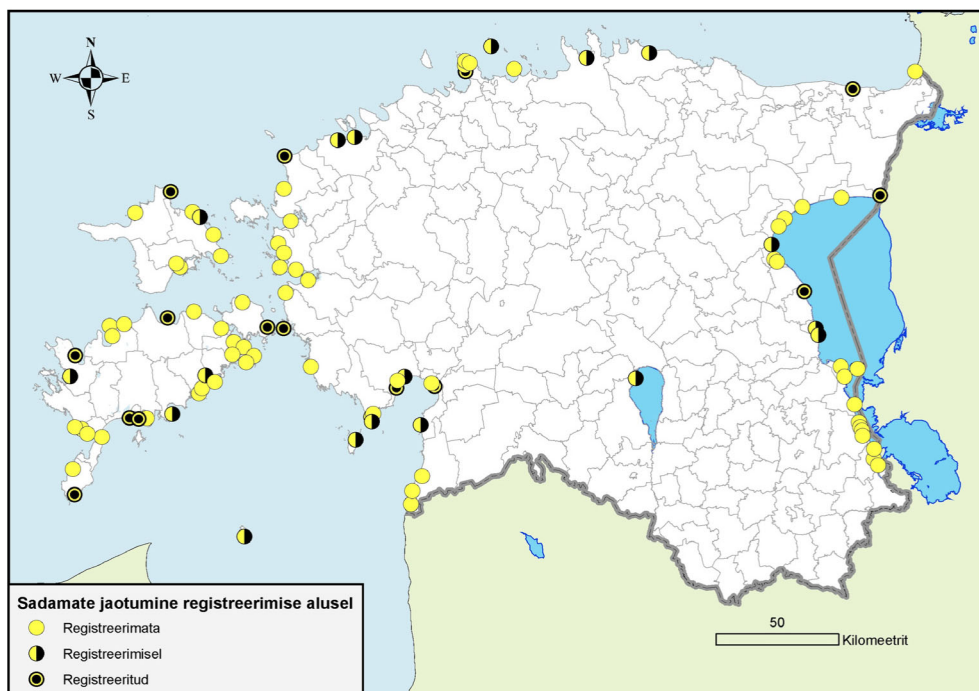 N
W E
S
50
Kilomeetrit
Sadamate jaotumine registreerimise alusel
Registreerimata
Registreerimisel
Registreeritud